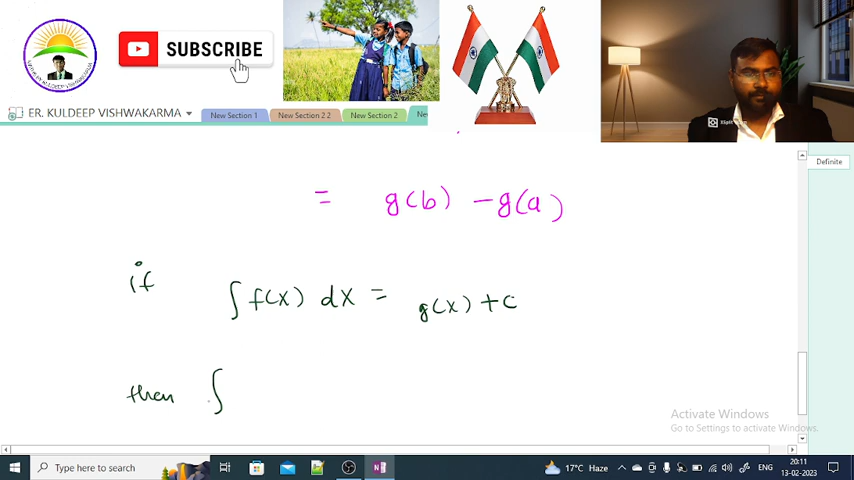 SUBSCRIBE
ER. KULDEEP VISHWAKARMA
New Section 1
New Section 2 2
New Section 2
Ne
Definite
= g(b) - g(a)
if ∫ f(x) dx = g(x) + c
then ∫
Activate Windows
Go to Settings to activate Windows.
Type here to search
17°C Haze
ENG
20:11
13-02-2023